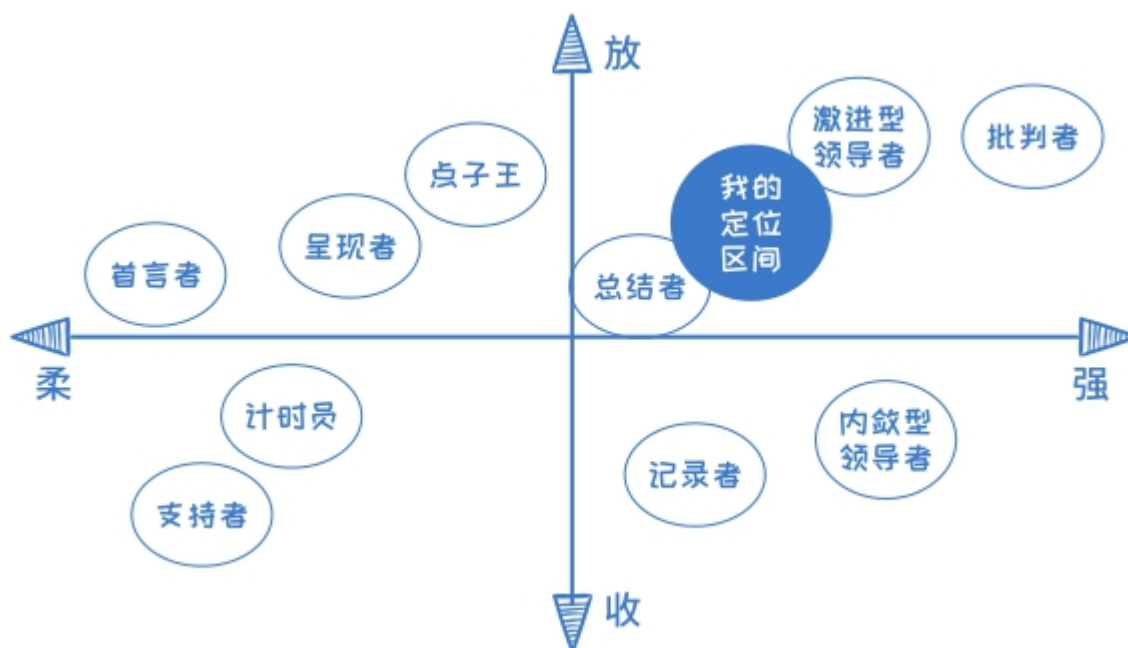 放
激进型
领导者
批判者
点子王
我的
定位
区间
呈现者
首言者
总结者
柔
强
计时员
内敛型
领导者
记录者
支持者
收